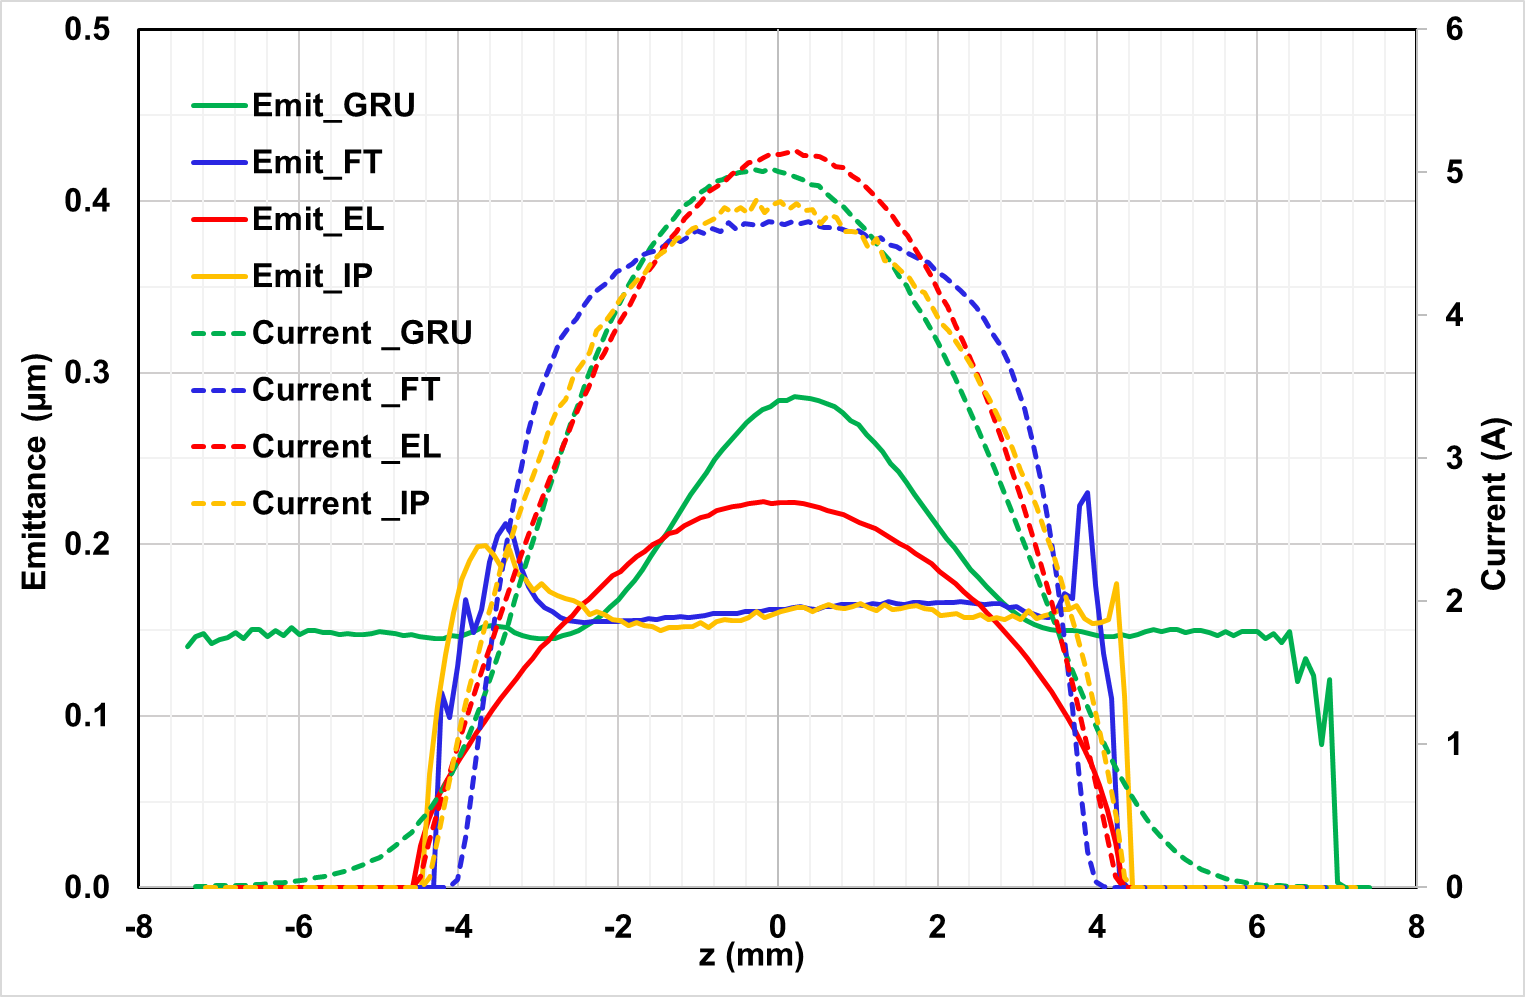 0.5
0.4
0.3
0.2
0.1
0.0
Emittance (µm)
Emit_GRU
Emit_FT
Emit_EL
Emit_IP
Current _GRU
Current _FT
Current _EL
Current _IP
6
5
4
3
2
1
0
Current (A)
-8 -6 -4 -2 0 2 4 6 8
z (mm)